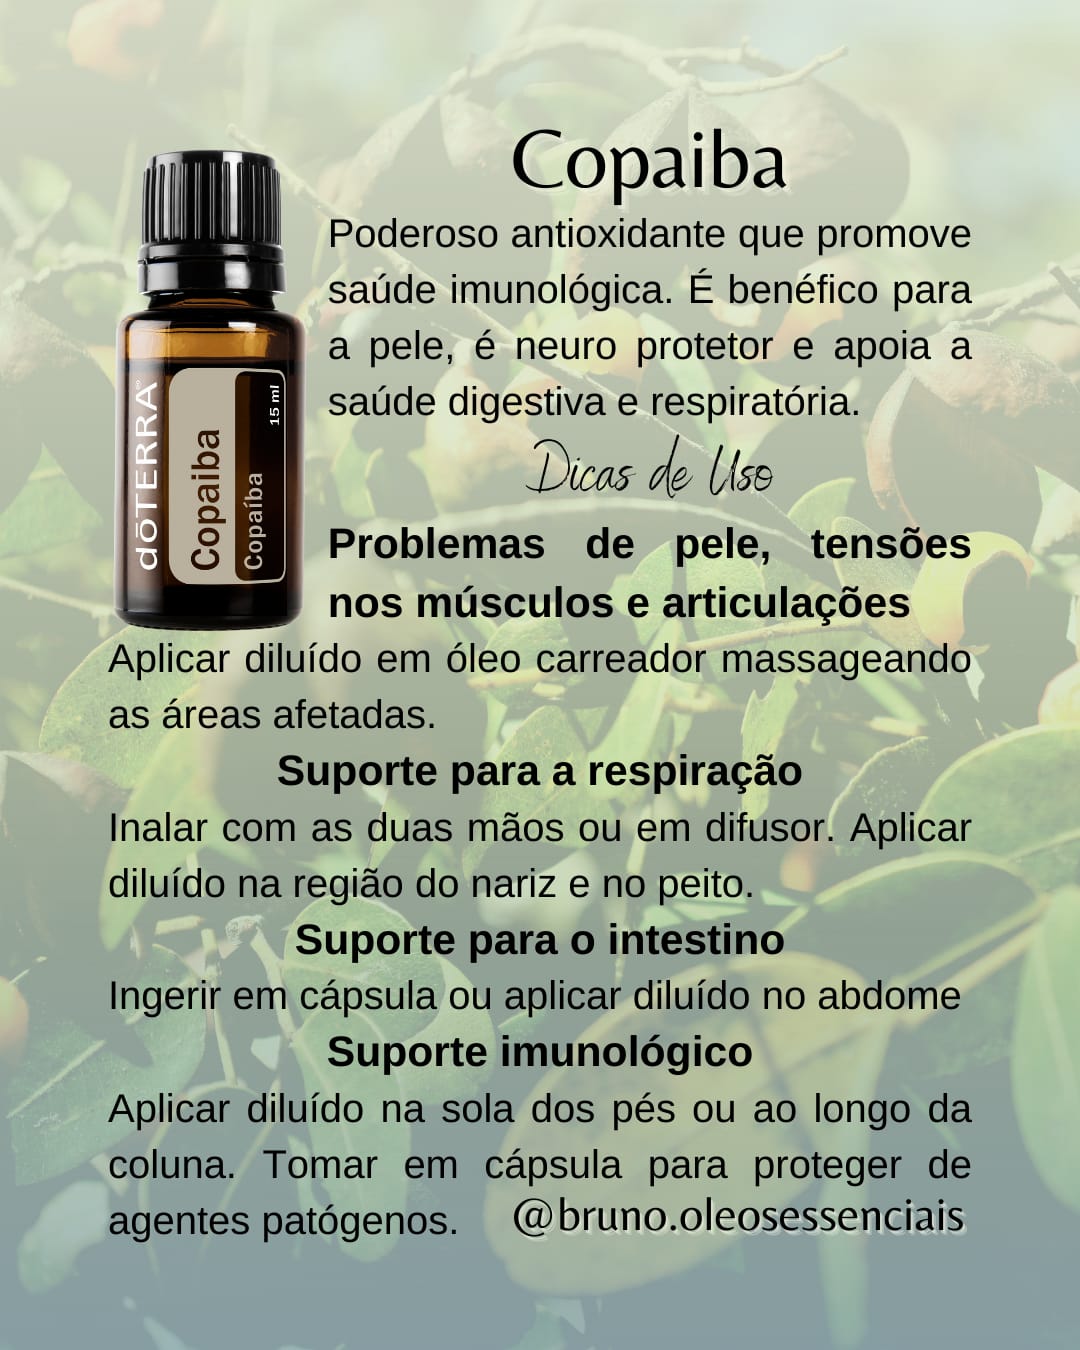 Copaiba
Poderoso antioxidante que promove
saúde imunológica. É benéfico para
a pele, é neuro protetor e apoia a
saúde digestiva e respiratória.
dōTERRA®
Copaiba
Copaíba
15 ml
Dicas de Uso
Problemas de pele, tensões
nos músculos e articulações
Aplicar diluído em óleo carreador massageando
as áreas afetadas.
Suporte para a respiração
Inalar com as duas mãos ou em difusor. Aplicar
diluído na região do nariz e no peito.
Suporte para o intestino
Ingerir em cápsula ou aplicar diluído no abdome
Suporte imunológico
Aplicar diluído na sola dos pés ou ao longo da
coluna. Tomar em cápsula para proteger de
agentes patógenos.
@bruno.oleosessenciais